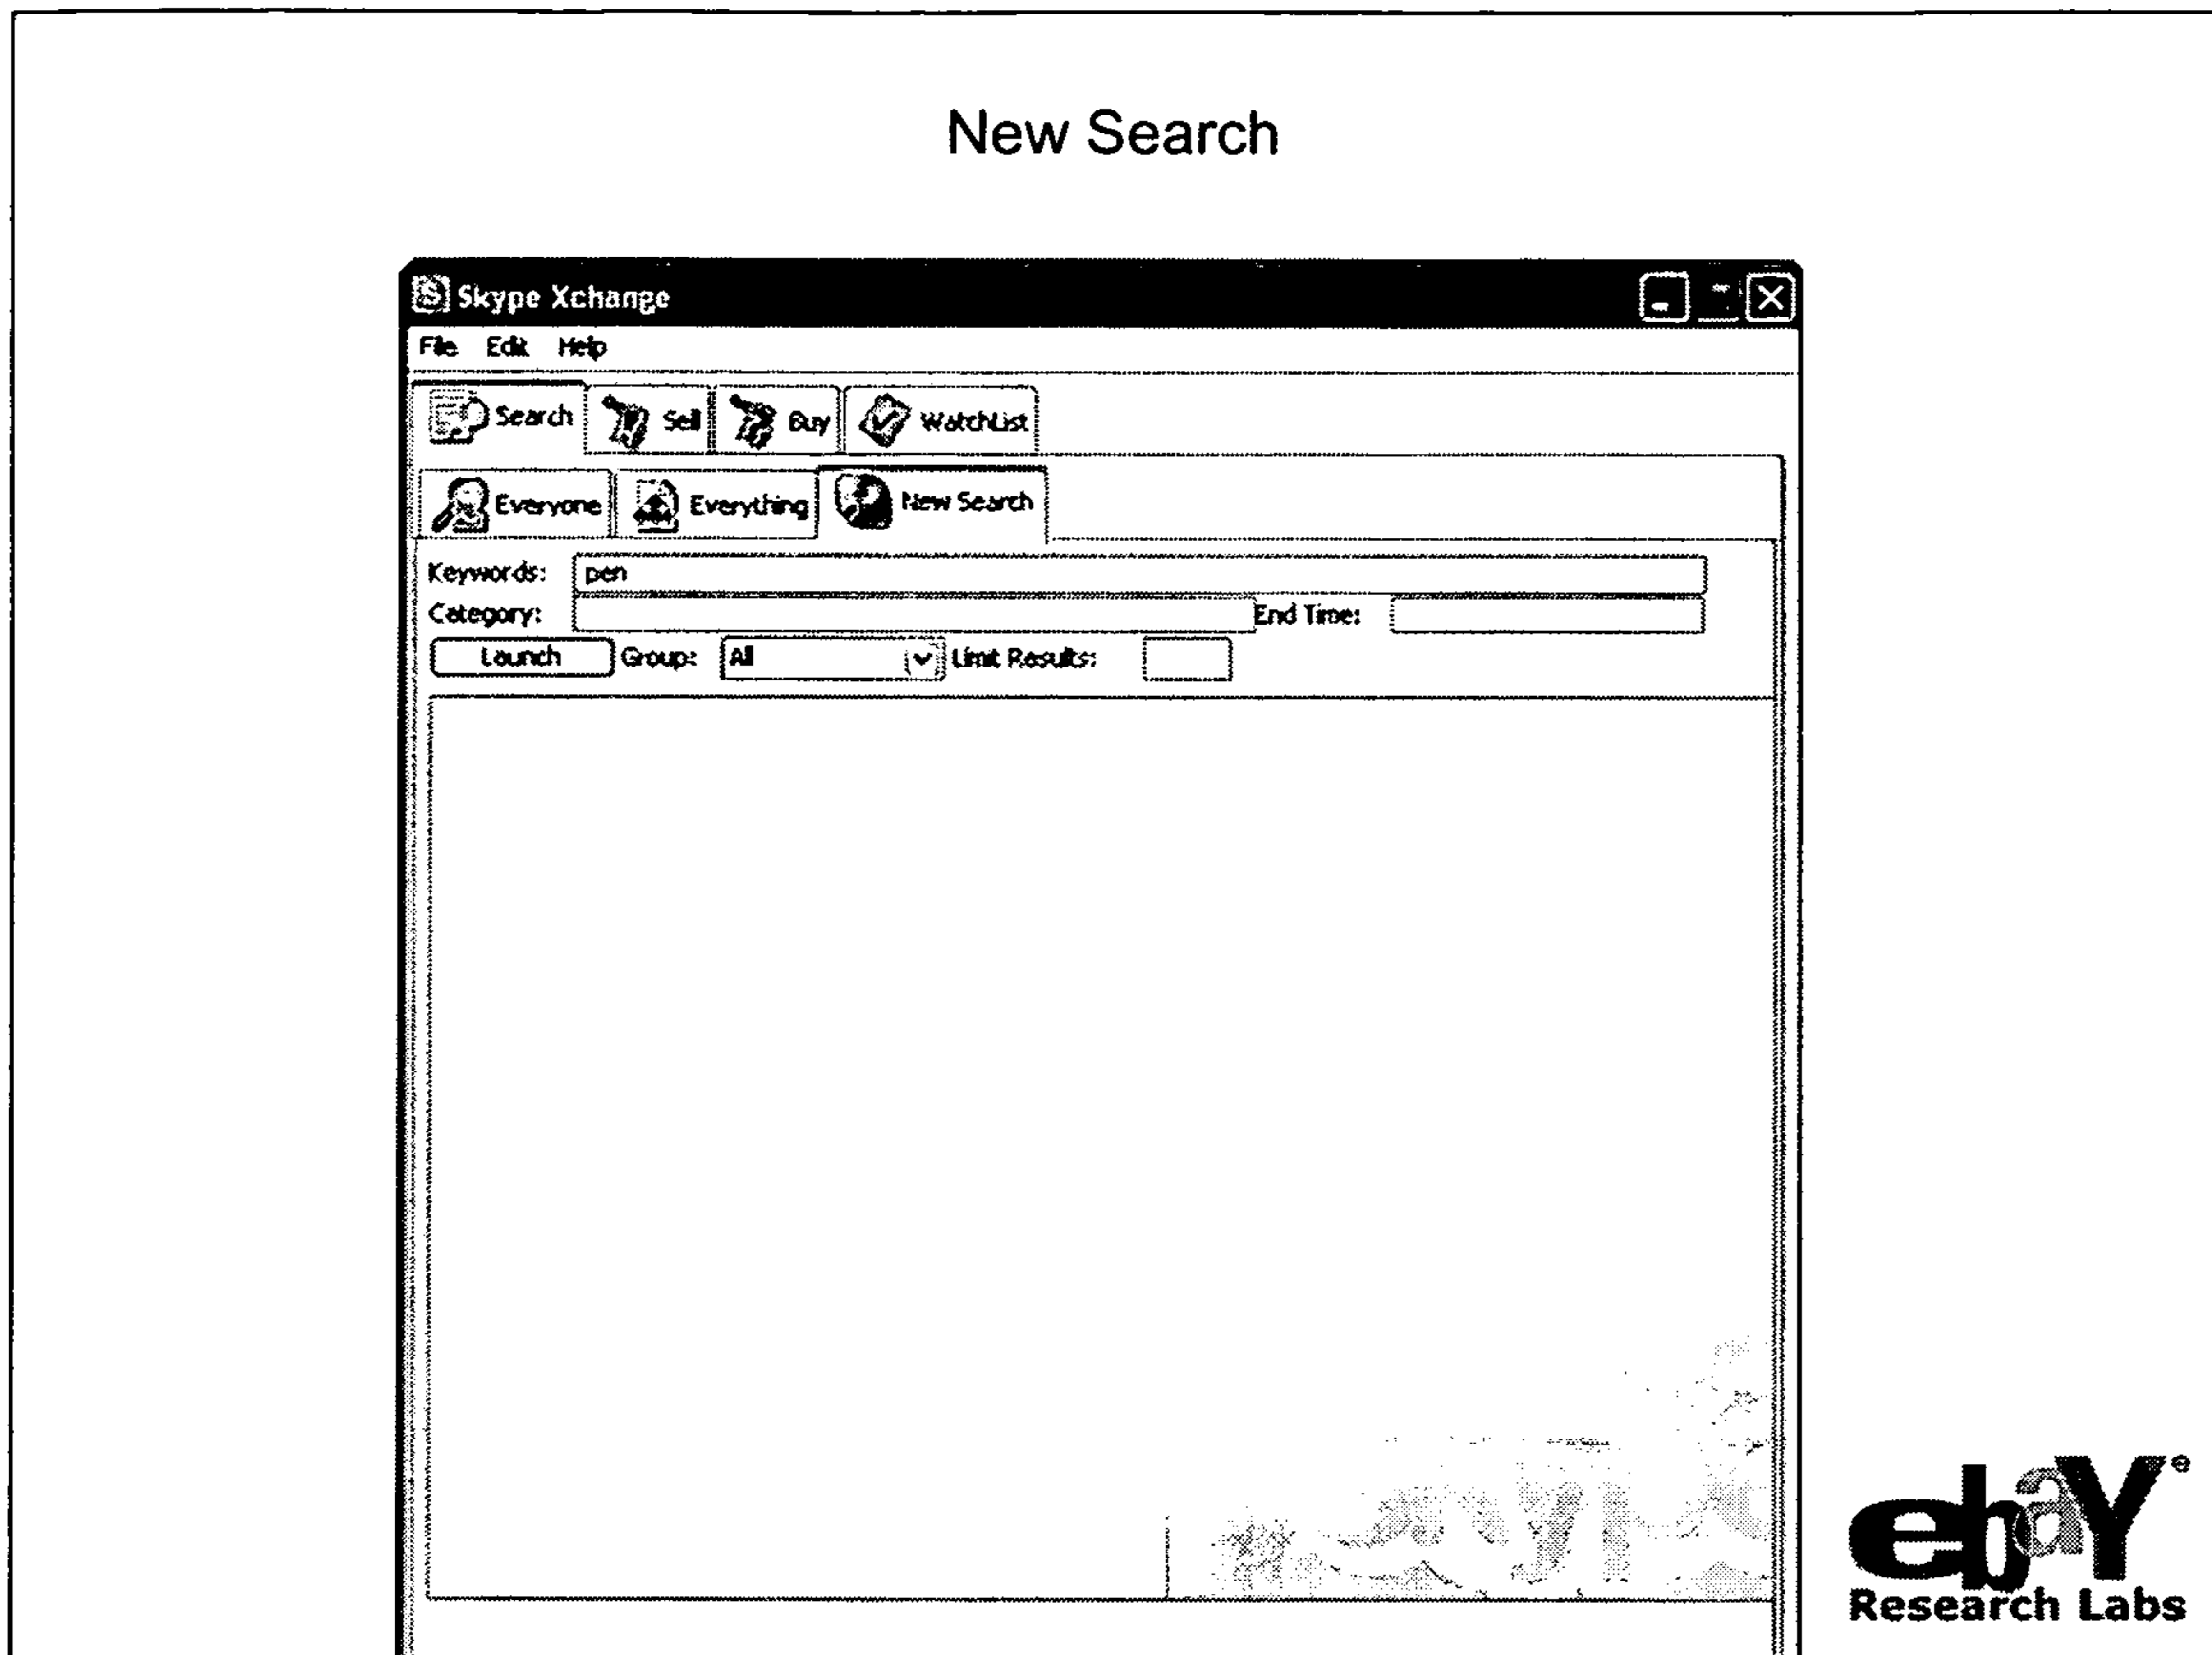 New Search
Skype Xchange
File Edit Help
Search Sell Buy WatchList
Everyone Everything New Search
Keywords: pen
Category: End Time:
Launch Group: All Limit Results:
ebaY®
Research Labs